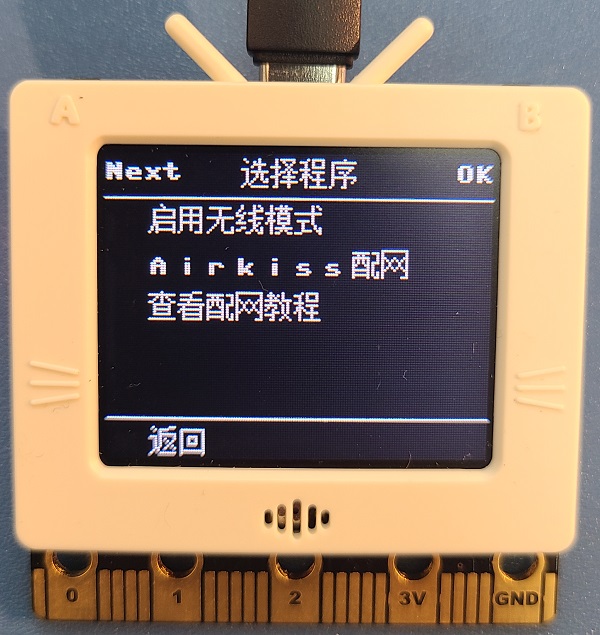 A B
Next 选择程序 OK
启用无线模式
Airkiss配网
查看配网教程
返回
0 1 2 3V GND